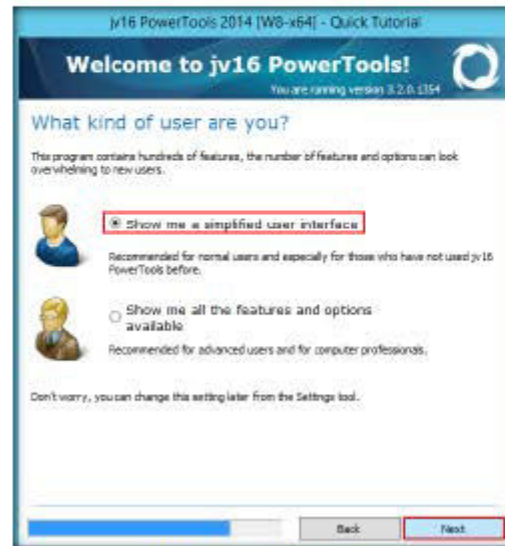 jv16 PowerTools 2014 [W8-x64] - Quick Tutorial
Welcome to jv16 PowerTools!
You are running version 3.2.0.1354
What kind of user are you?
This program contains hundreds of features, the number of features and options can look
overwhelming to new users.
Show me a simplified user interface
Recommended for normal users and especially for those who have not used jv16
PowerTools before.
Show me all the features and options
available
Recommended for advanced users and for computer professionals.
Don't worry, you can change this setting later from the Settings tool.
Back
Next